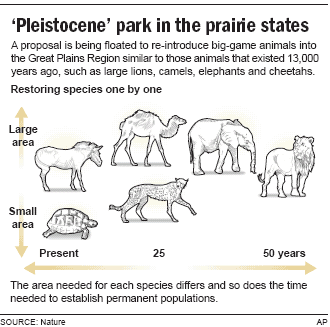 'Pleistocene' park in the prairie states
A proposal is being floated to re-introduce big-game animals into
the Great Plains Region similar to those animals that existed 13,000
years ago, such as large lions, camels, elephants and cheetahs.
Restoring species one by one
Large
area
Small
area
Present 25 50 years
The area needed for each species differs and so does the time
needed to establish permanent populations.
SOURCE: Nature AP